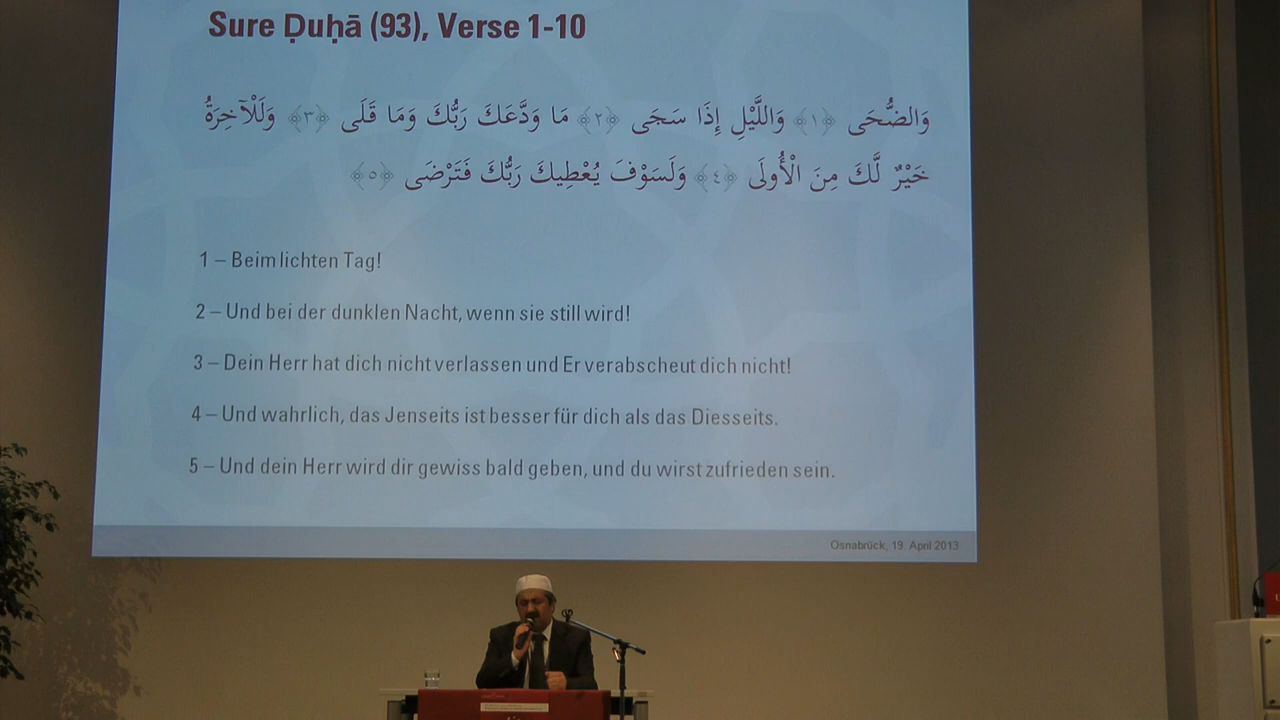 Sure Ḍuḥā (93), Verse 1-10
وَالضُّحَى ﴿١﴾ وَاللَّيْلِ إِذَا سَجَى ﴿٢﴾ مَا وَدَّعَكَ رَبُّكَ وَمَا قَلَى ﴿٣﴾ وَلَلْآخِرَةُ
خَيْرٌ لَّكَ مِنَ الْأُولَى ﴿٤﴾ وَلَسَوْفَ يُعْطِيكَ رَبُّكَ فَتَرْضَى ﴿٥﴾
1 – Beim lichten Tag!
2 – Und bei der dunklen Nacht, wenn sie still wird!
3 – Dein Herr hat dich nicht verlassen und Er verabscheut dich nicht!
4 – Und wahrlich, das Jenseits ist besser für dich als das Diesseits.
5 – Und dein Herr wird dir gewiss bald geben, und du wirst zufrieden sein.
Osnabrück, 19. April 2013